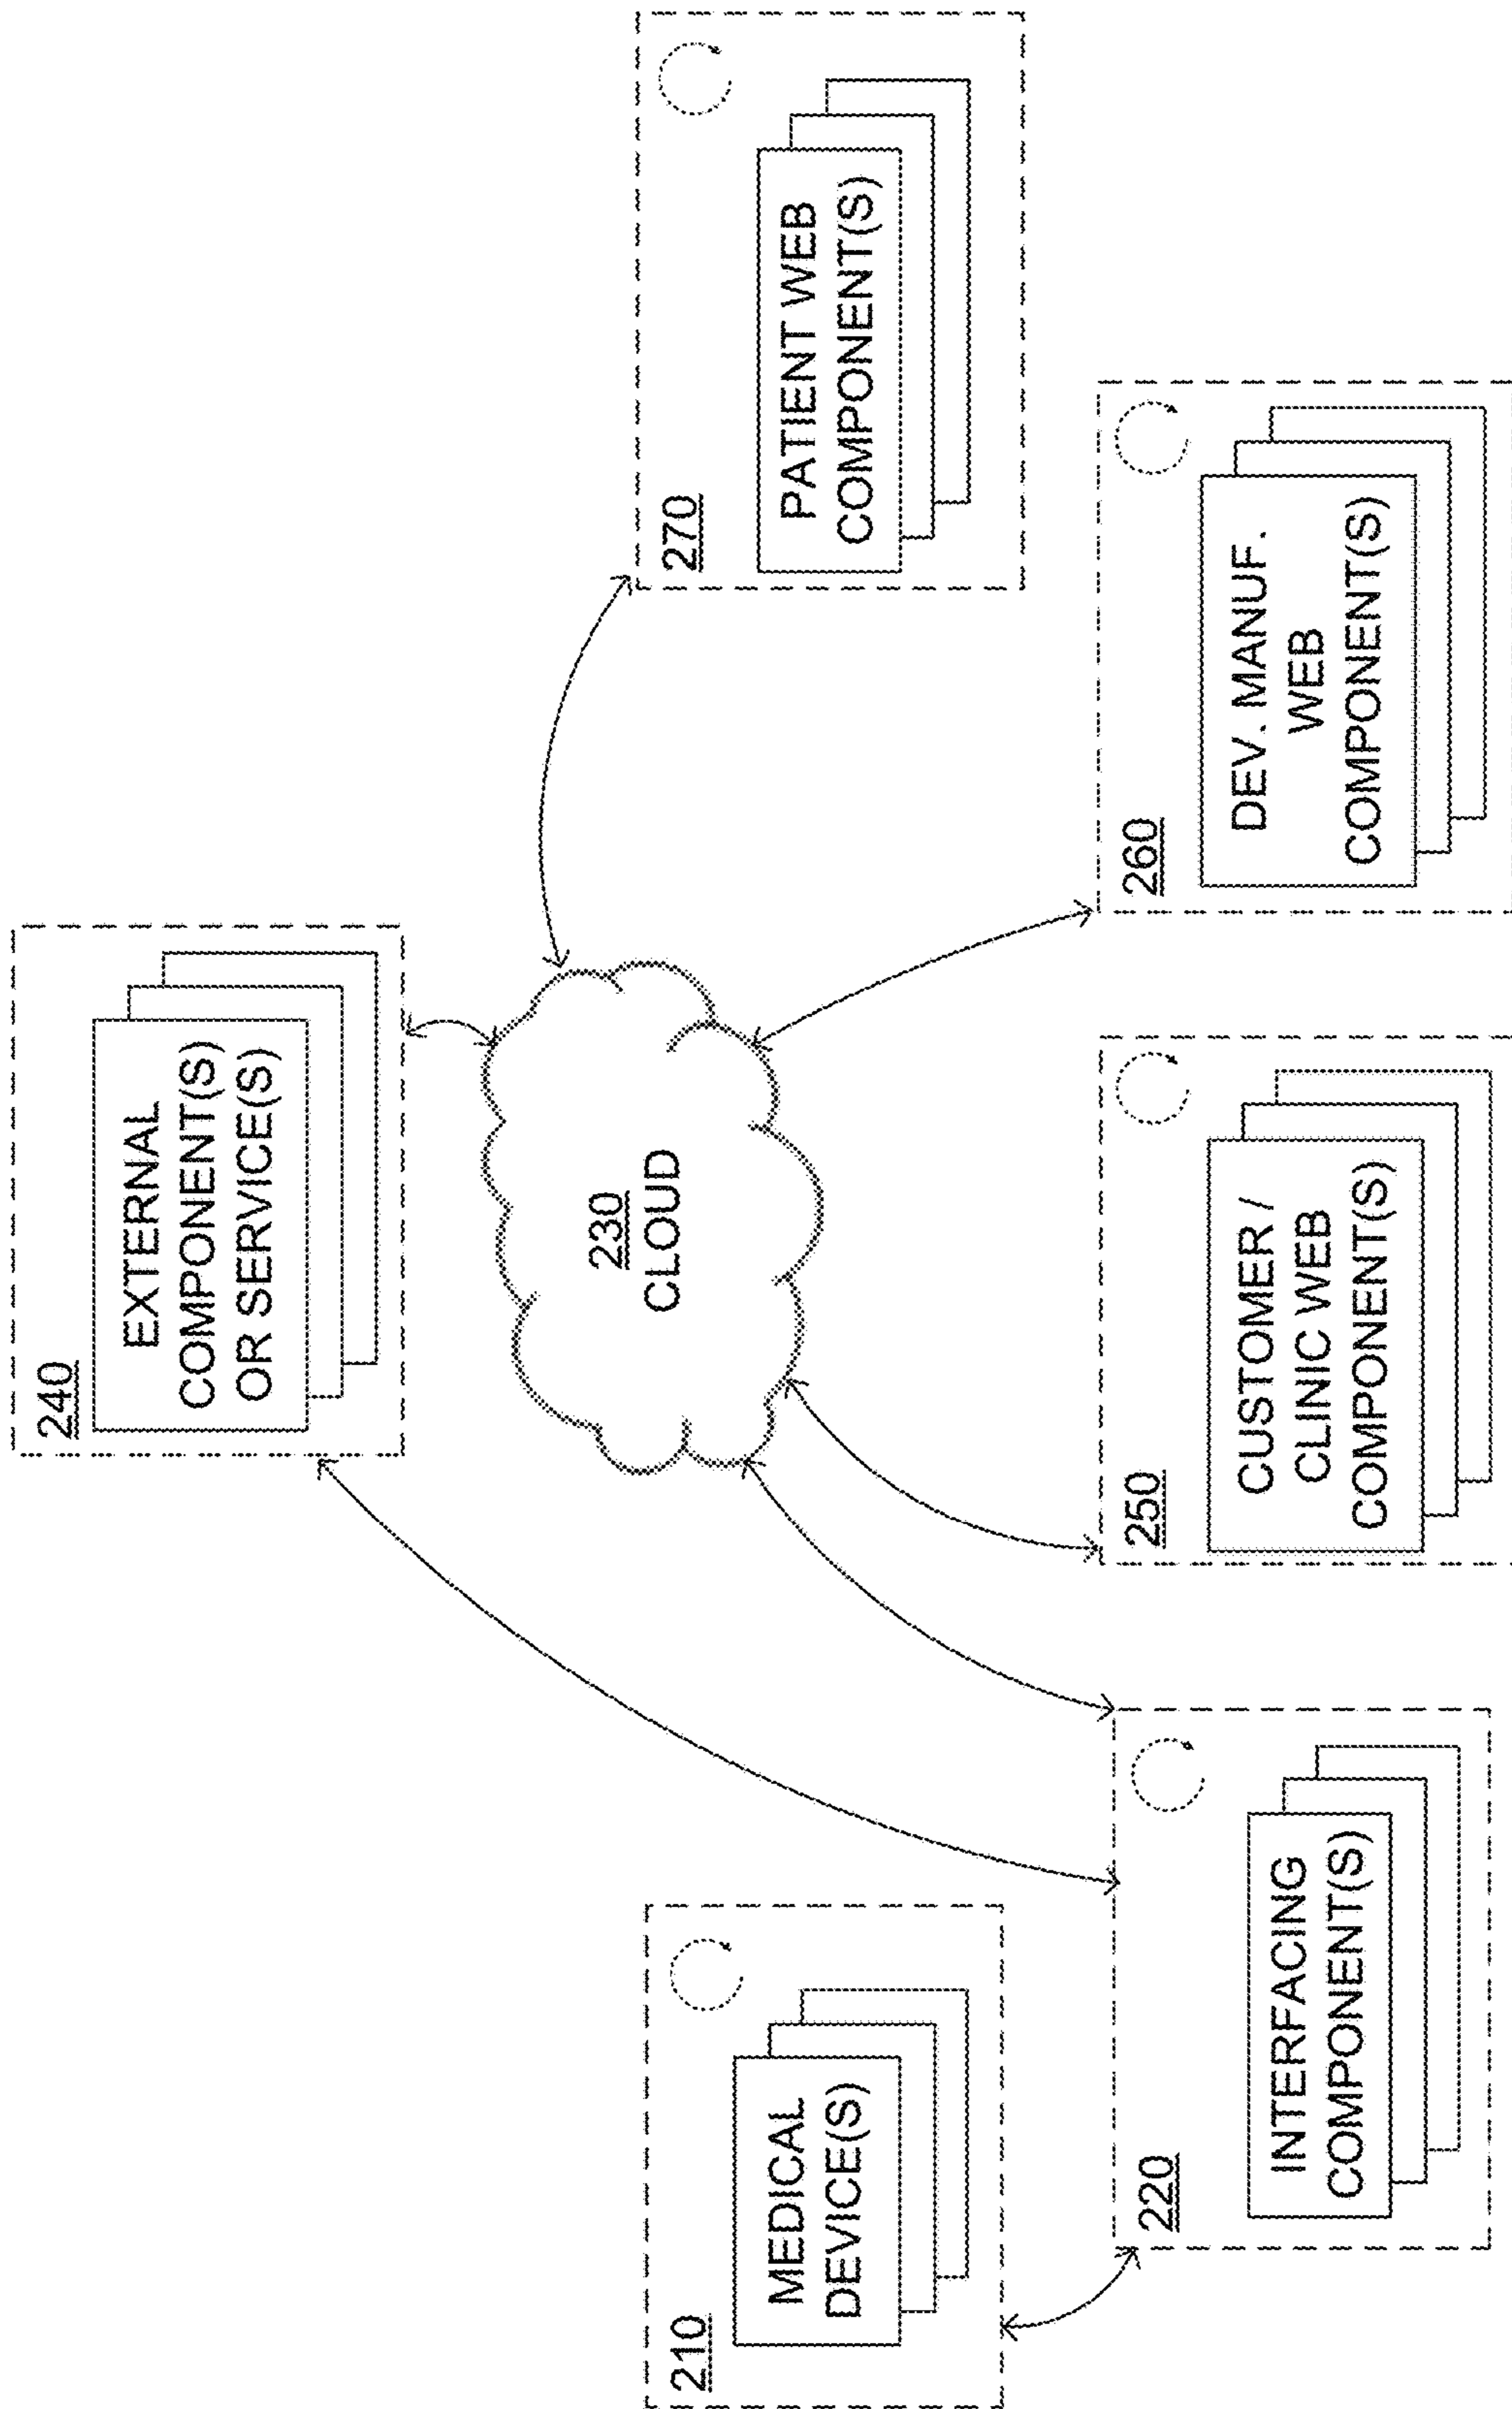 240
EXTERNAL
COMPONENT(S)
OR SERVICE(S)
210
MEDICAL
DEVICE(S)
230
CLOUD
270
PATIENT WEB
COMPONENT(S)
220
INTERFACING
COMPONENT(S)
250
CUSTOMER /
CLINIC WEB
COMPONENT(S)
260
DEV. MANUF.
WEB
COMPONENT(S)